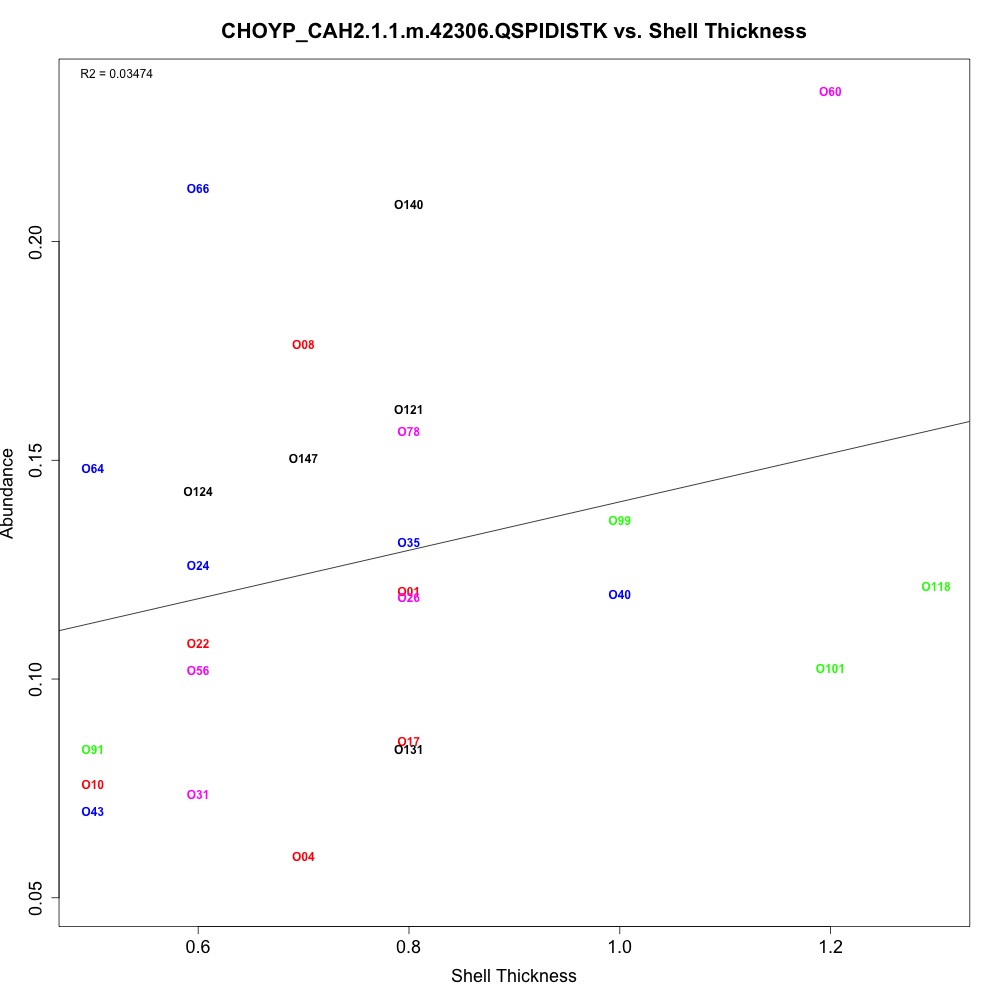 CHOYP_CAH2.1.1.m.42306.QSPIDISTK vs. Shell Thickness
R2 = 0.03474
O60
O66
O140
0.20
O08
O121
O78
O147
0.15
O64
O124
O99
O35
O24
O118
O01
O26
O40
O22
O56
O101
0.10
O17
O91
O131
O10
O31
O43
O04
0.05
Abundance
0.6
0.8
1.0
1.2
Shell Thickness